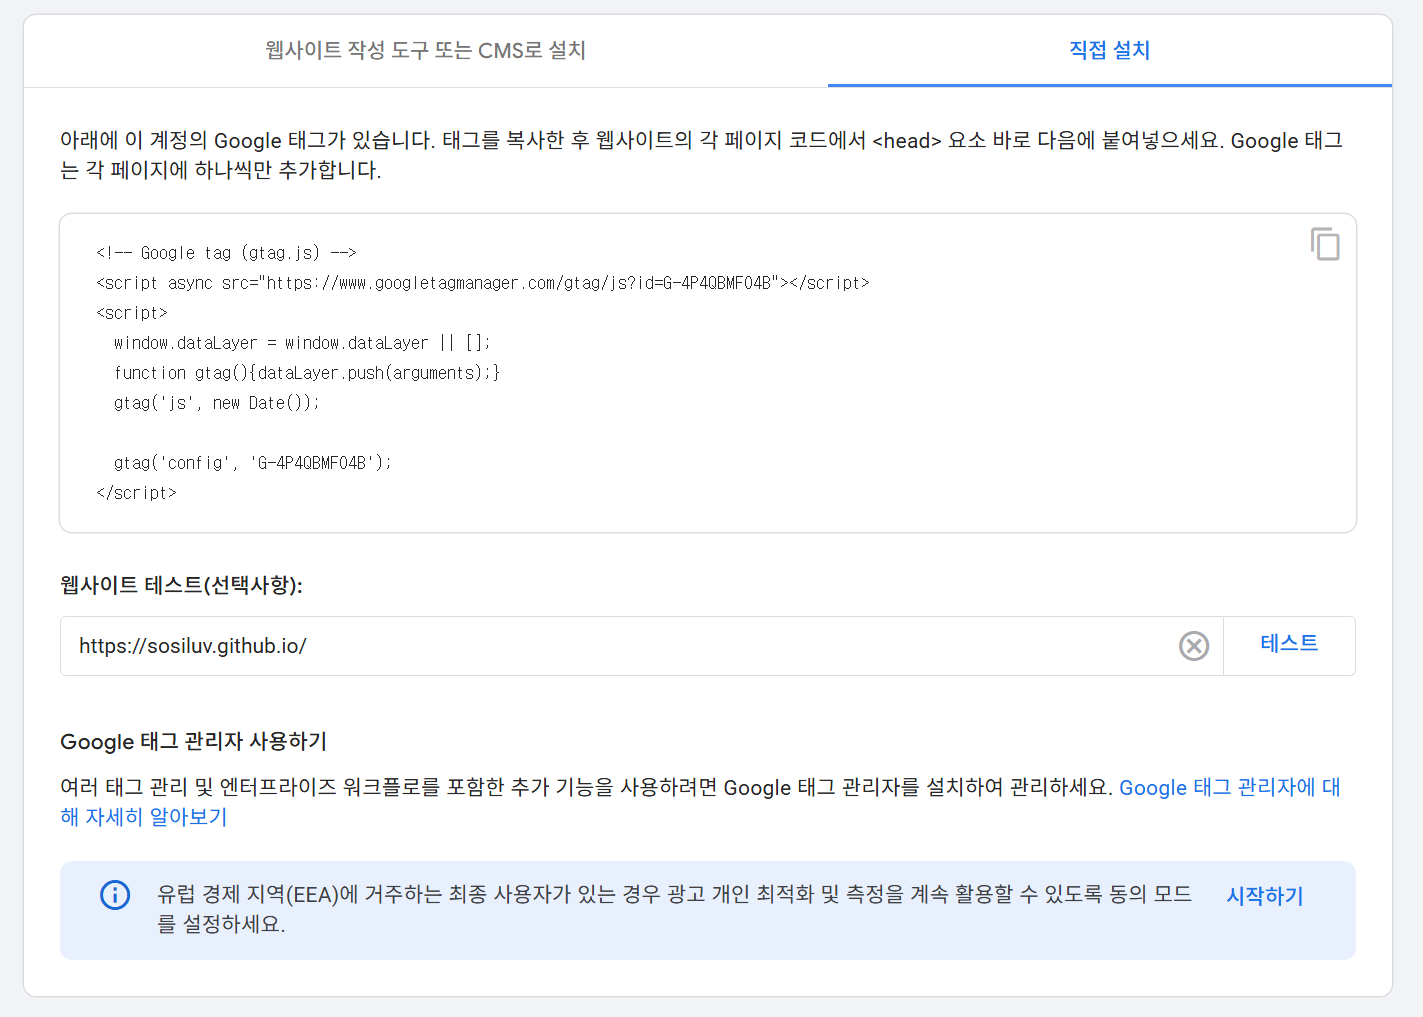 웹사이트 작성 도구 또는 CMS로 설치
직접 설치
아래에 이 계정의 Google 태그가 있습니다. 태그를 복사한 후 웹사이트의 각 페이지 코드에서 <head> 요소 바로 다음에 붙여넣으세요. Google 태그
는 각 페이지에 하나씩만 추가합니다.
<!-- Google tag (gtag.js) -->
<script async src="https://www.googletagmanager.com/gtag/js?id=G-4P4QBMF04B"></script>
<script>
  window.dataLayer = window.dataLayer || [];
  function gtag(){dataLayer.push(arguments);}
  gtag('js', new Date());
  gtag('config', 'G-4P4QBMF04B');
</script>
웹사이트 테스트(선택사항):
https://sosiluv.github.io/
테스트
Google 태그 관리자 사용하기
여러 태그 관리 및 엔터프라이즈 워크플로를 포함한 추가 기능을 사용하려면 Google 태그 관리자를 설치하여 관리하세요. Google 태그 관리자에 대
해 자세히 알아보기
유럽 경제 지역(EEA)에 거주하는 최종 사용자가 있는 경우 광고 개인 최적화 및 측정을 계속 활용할 수 있도록 동의 모드
를 설정하세요.
시작하기